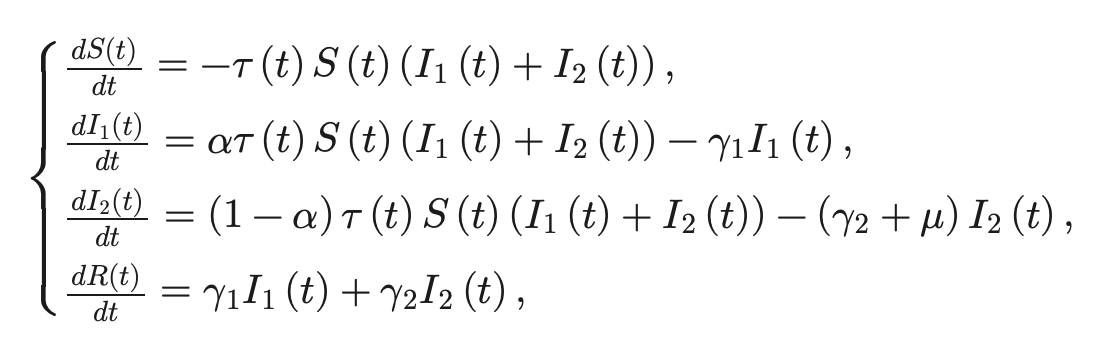 dS(t)/dt = −τ(t) S(t) (I₁(t) + I₂(t)),
dI₁(t)/dt = ατ(t) S(t) (I₁(t) + I₂(t)) − γ₁I₁(t),
dI₂(t)/dt = (1 − α) τ(t) S(t) (I₁(t) + I₂(t)) − (γ₂ + μ) I₂(t),
dR(t)/dt = γ₁I₁(t) + γ₂I₂(t),